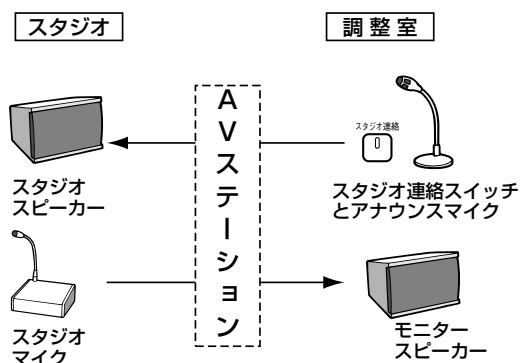 スタジオ
調整室
AVステーション
スタジオ連絡
スタジオ
スピーカー
スタジオ連絡スイッチ
とアナウンスマイク
スタジオ
マイク
モニター
スピーカー